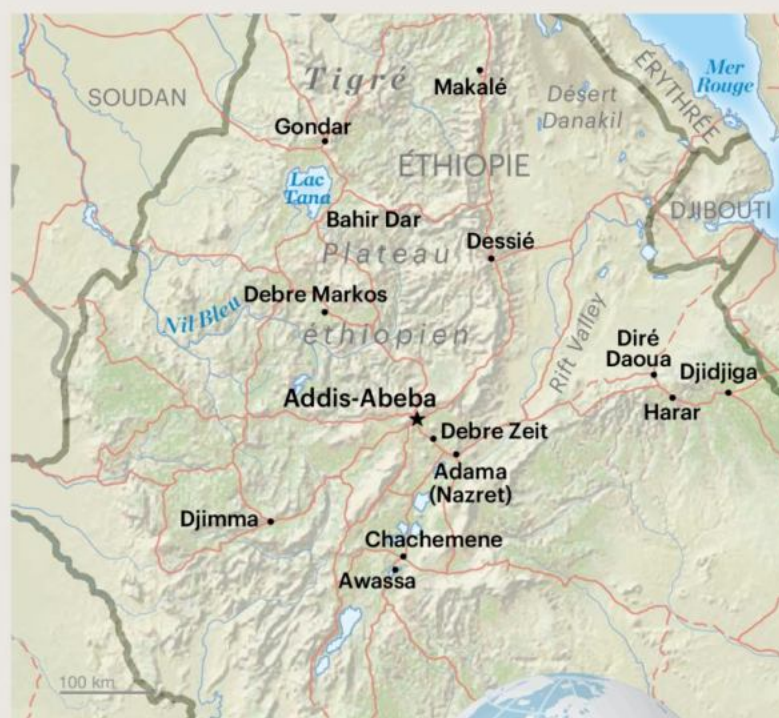 Tigré
Makalé
Mer
Rouge
SOUDAN
Désert
Danakil
ÉRYTHRÉE
Gondar
ÉTHIOPIE
Lac
Tana
Bahir Dar
DJIBOUTI
Plateau
Dessié
Debre Markos
Nil Bleu
éthiopien
Rift Valley
Diré
Daoua
Djidjiga
Addis-Abeba
Harar
Debre Zeit
Adama
(Nazret)
Djimma
Chachemene
Awassa
100 km